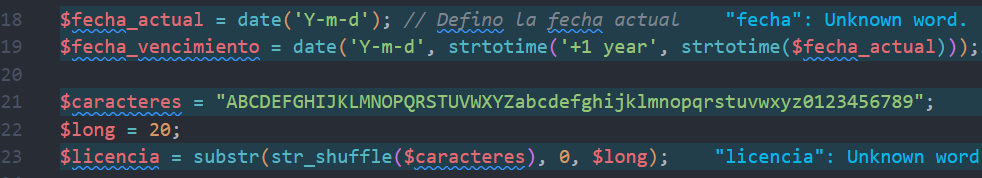 18 $fecha_actual = date('Y-m-d'); // Defino la fecha actual "fecha": Unknown word.
19 $fecha_vencimiento = date('Y-m-d', strtotime('+1 year', strtotime($fecha_actual)));
20
21 $caracteres = "ABCDEFGHIJKLMNOPQRSTUVWXYZabcdefghijklmnopqrstuvwxyz0123456789";
22 $long = 20;
23 $licencia = substr(str_shuffle($caracteres), 0, $long); "licencia": Unknown word